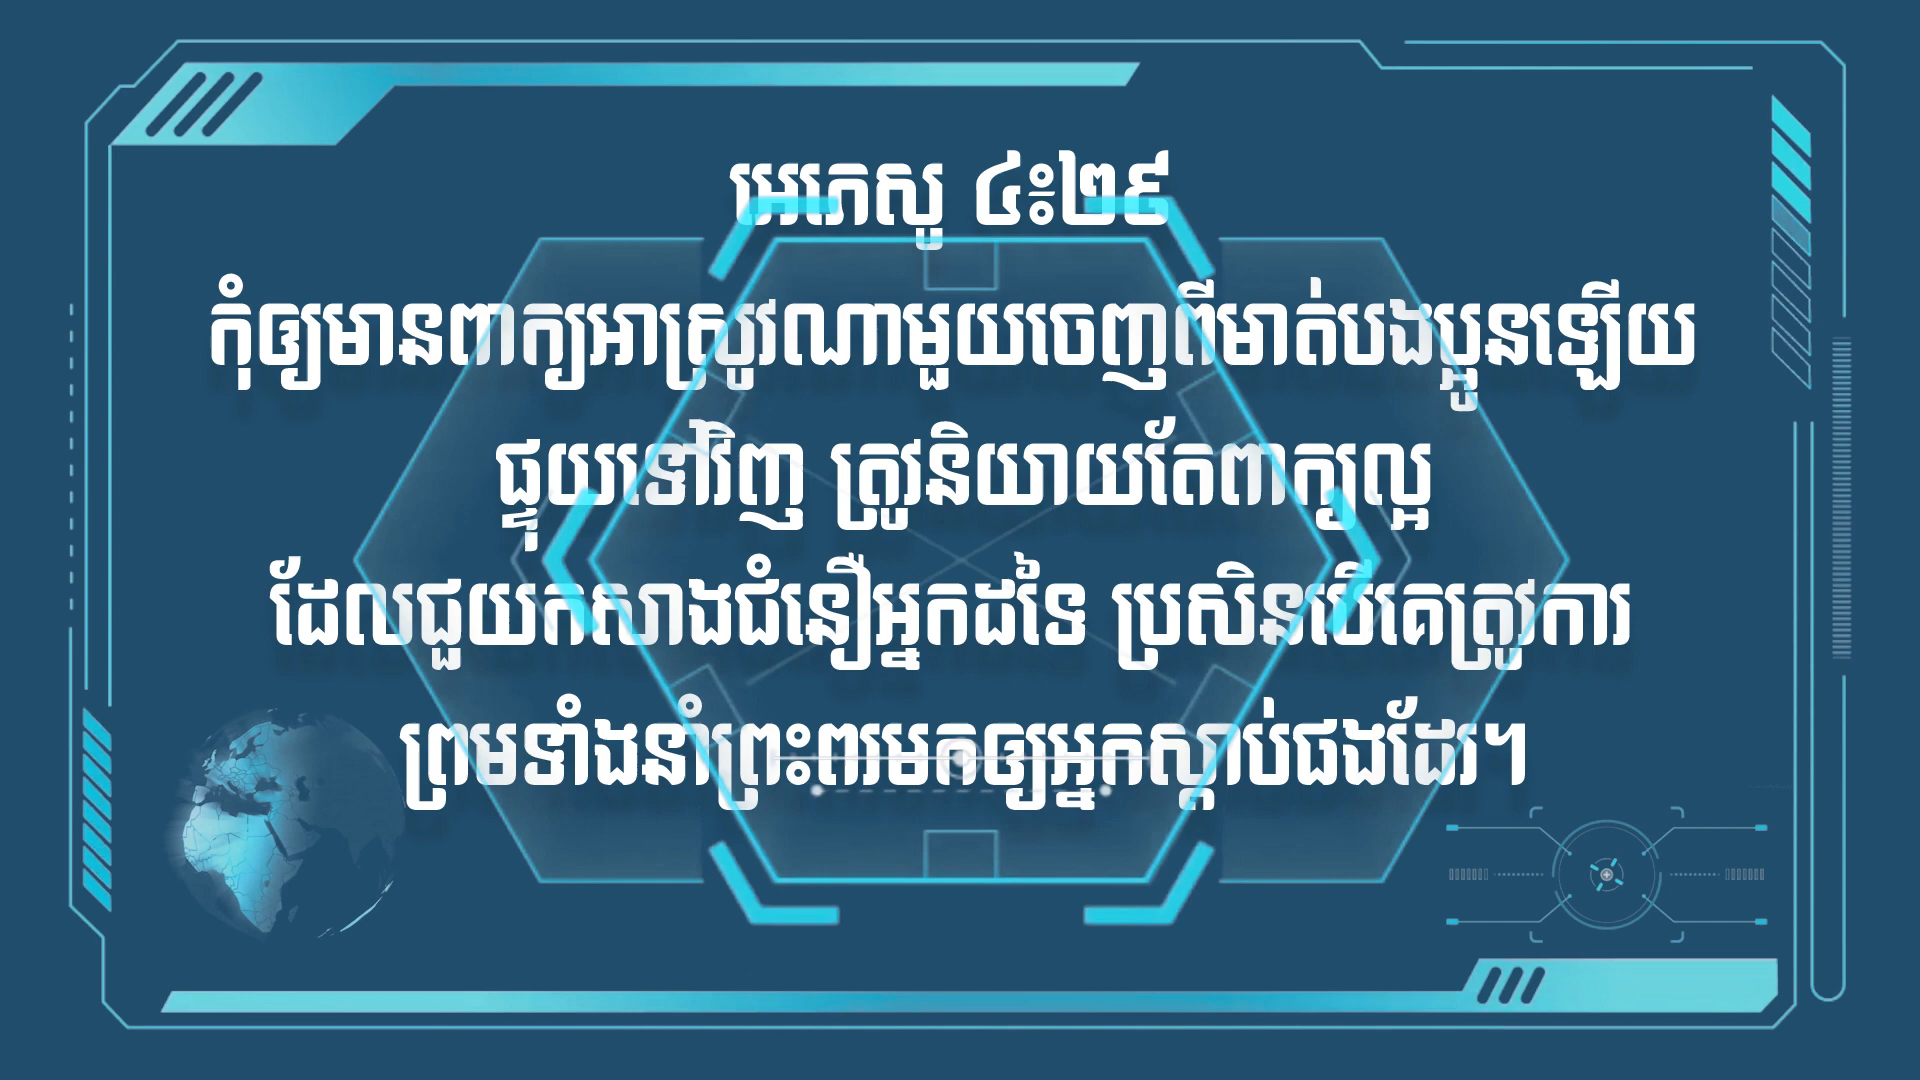 អេភេសូ ៤៖២៩
កុំឲ្យមានពាក្យអាស្រូវណាមួយចេញពីមាត់បងប្អូនឡើយ
ផ្ទុយទៅវិញ ត្រូវនិយាយតែពាក្យល្អ
ដែលជួយកសាងជំនឿអ្នកដទៃ ប្រសិនបើគេត្រូវការ
ព្រមទាំងនាំព្រះពរមកឲ្យអ្នកស្ដាប់ផងដែរ។